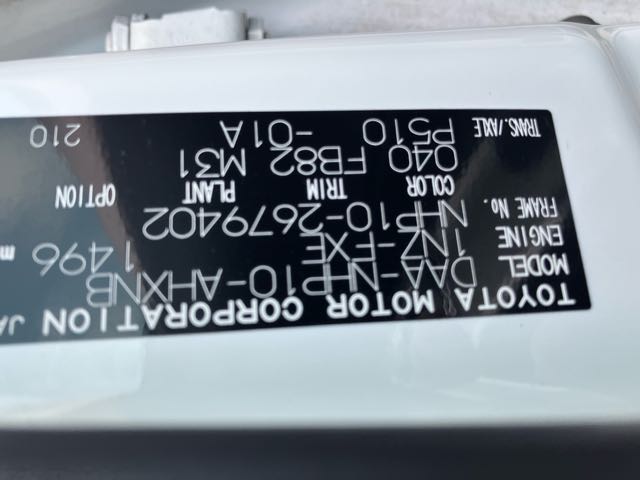 TOYOTA MOTOR CORPORATION JA
MODEL DAA-NHP10-AHXNB
ENGINE 1NZ-FXE 1496 m
FRAME No. NHP10-2679402
COLOR TRIM PLANT OPTION
040 FB82 M31
TRANS./AXLE P510 -01A 210